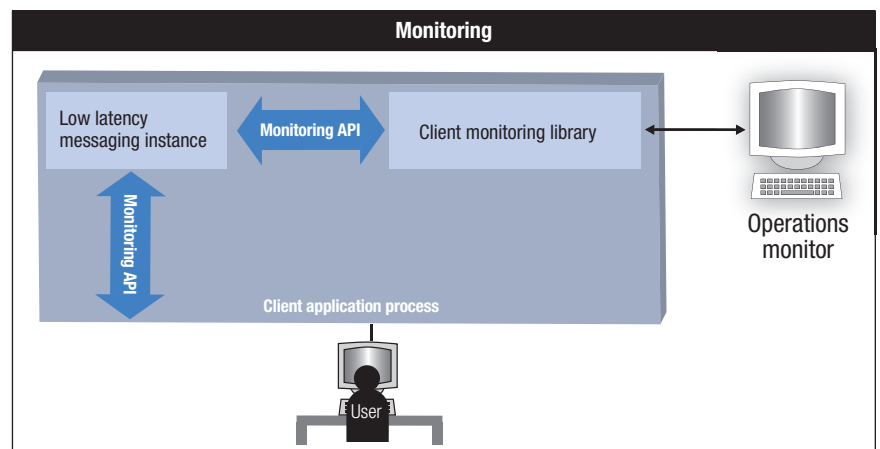 Monitoring
Low latency
messaging instance
Monitoring API
Client monitoring library
Monitoring API
Operations
monitor
Client application process
User